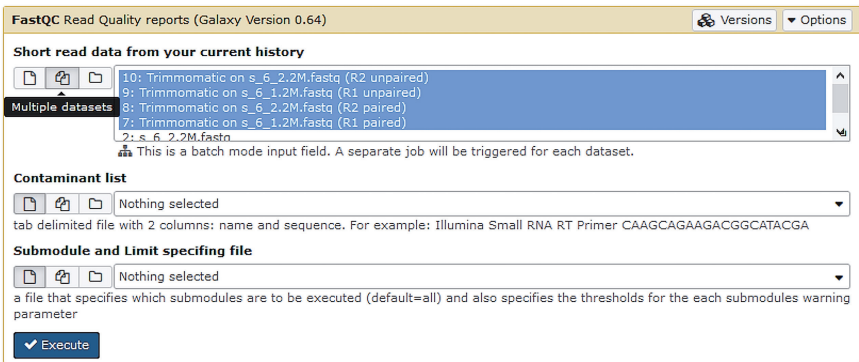 FastQC Read Quality reports (Galaxy Version 0.64)
Versions
Options
Short read data from your current history
10: Trimmomatic on s_6_2.2M.fastq (R2 unpaired)
9: Trimmomatic on s_6_1.2M.fastq (R1 unpaired)
8: Trimmomatic on s_6_2.2M.fastq (R2 paired)
7: Trimmomatic on s_6_1.2M.fastq (R1 paired)
2: s_6_2.2M.fastq
Multiple datasets
This is a batch mode input field. A separate job will be triggered for each dataset.
Contaminant list
Nothing selected
tab delimited file with 2 columns: name and sequence. For example: Illumina Small RNA RT Primer CAAGCAGAAGACGGCATACGA
Submodule and Limit specifing file
Nothing selected
a file that specifies which submodules are to be executed (default=all) and also specifies the thresholds for the each submodules warning
parameter
Execute